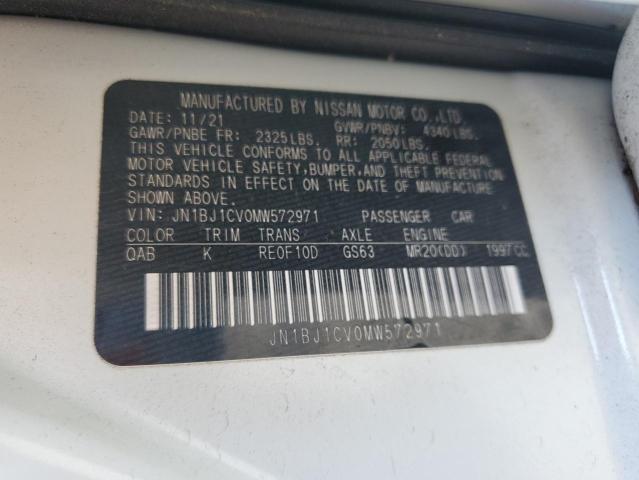 MANUFACTURED BY NISSAN MOTOR CO.,LTD.
DATE: 11/21 GVWR/PNBV: 4340LBS.
GAWR/PNBE FR: 2325LBS. RR: 2050LBS.
THIS VEHICLE CONFORMS TO ALL APPLICABLE FEDERAL
MOTOR VEHICLE SAFETY,BUMPER,AND THEFT PREVENTION
STANDARDS IN EFFECT ON THE DATE OF MANUFACTURE
SHOWN ABOVE.
VIN: JN1BJ1CV0MW572971 PASSENGER CAR
COLOR TRIM TRANS AXLE ENGINE
QAB K RE0F10D GS63 MR20(DD) 1997CC
JN1BJ1CV0MW572971